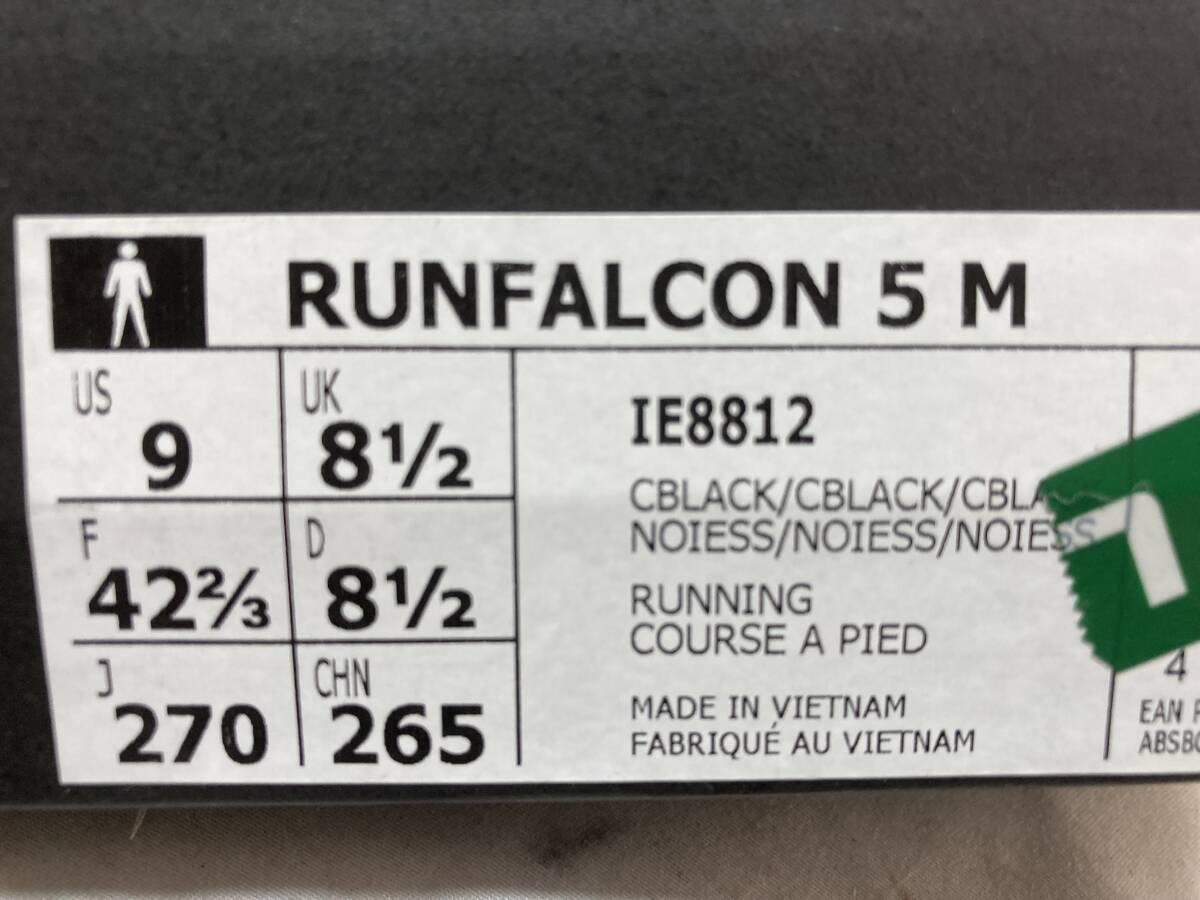 RUNFALCON 5 M
US
9
UK
8½
F
42⅔
D
8½
J
270
CHN
265
IE8812
CBLACK/CBLACK/CBLA
NOIESS/NOIESS/NOIESS
RUNNING
COURSE A PIED
MADE IN VIETNAM
FABRIQUÉ AU VIETNAM
4
EAN